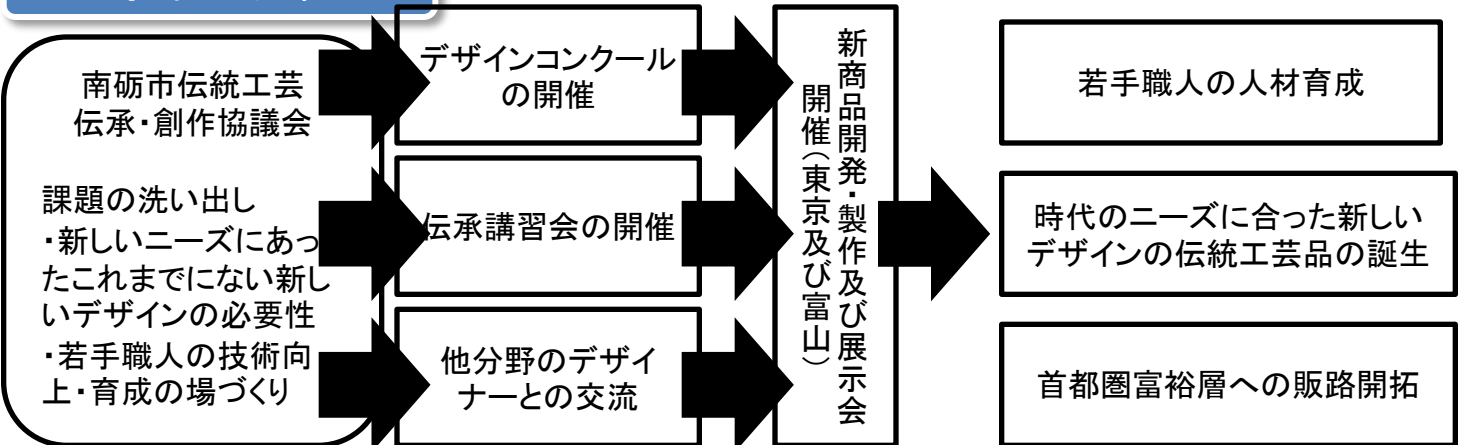 南砺市伝統工芸
伝承・創作協議会
課題の洗い出し
・新しいニーズにあっ
たこれまでにない新し
いデザインの必要性
・若手職人の技術向
上・育成の場づくり
デザインコンクール
の開催
伝承講習会の開催
他分野のデザイ
ナーとの交流
新商品開発・製作及び展示会
開催（東京及び富山）
若手職人の人材育成
時代のニーズに合った新しい
デザインの伝統工芸品の誕生
首都圏富裕層への販路開拓